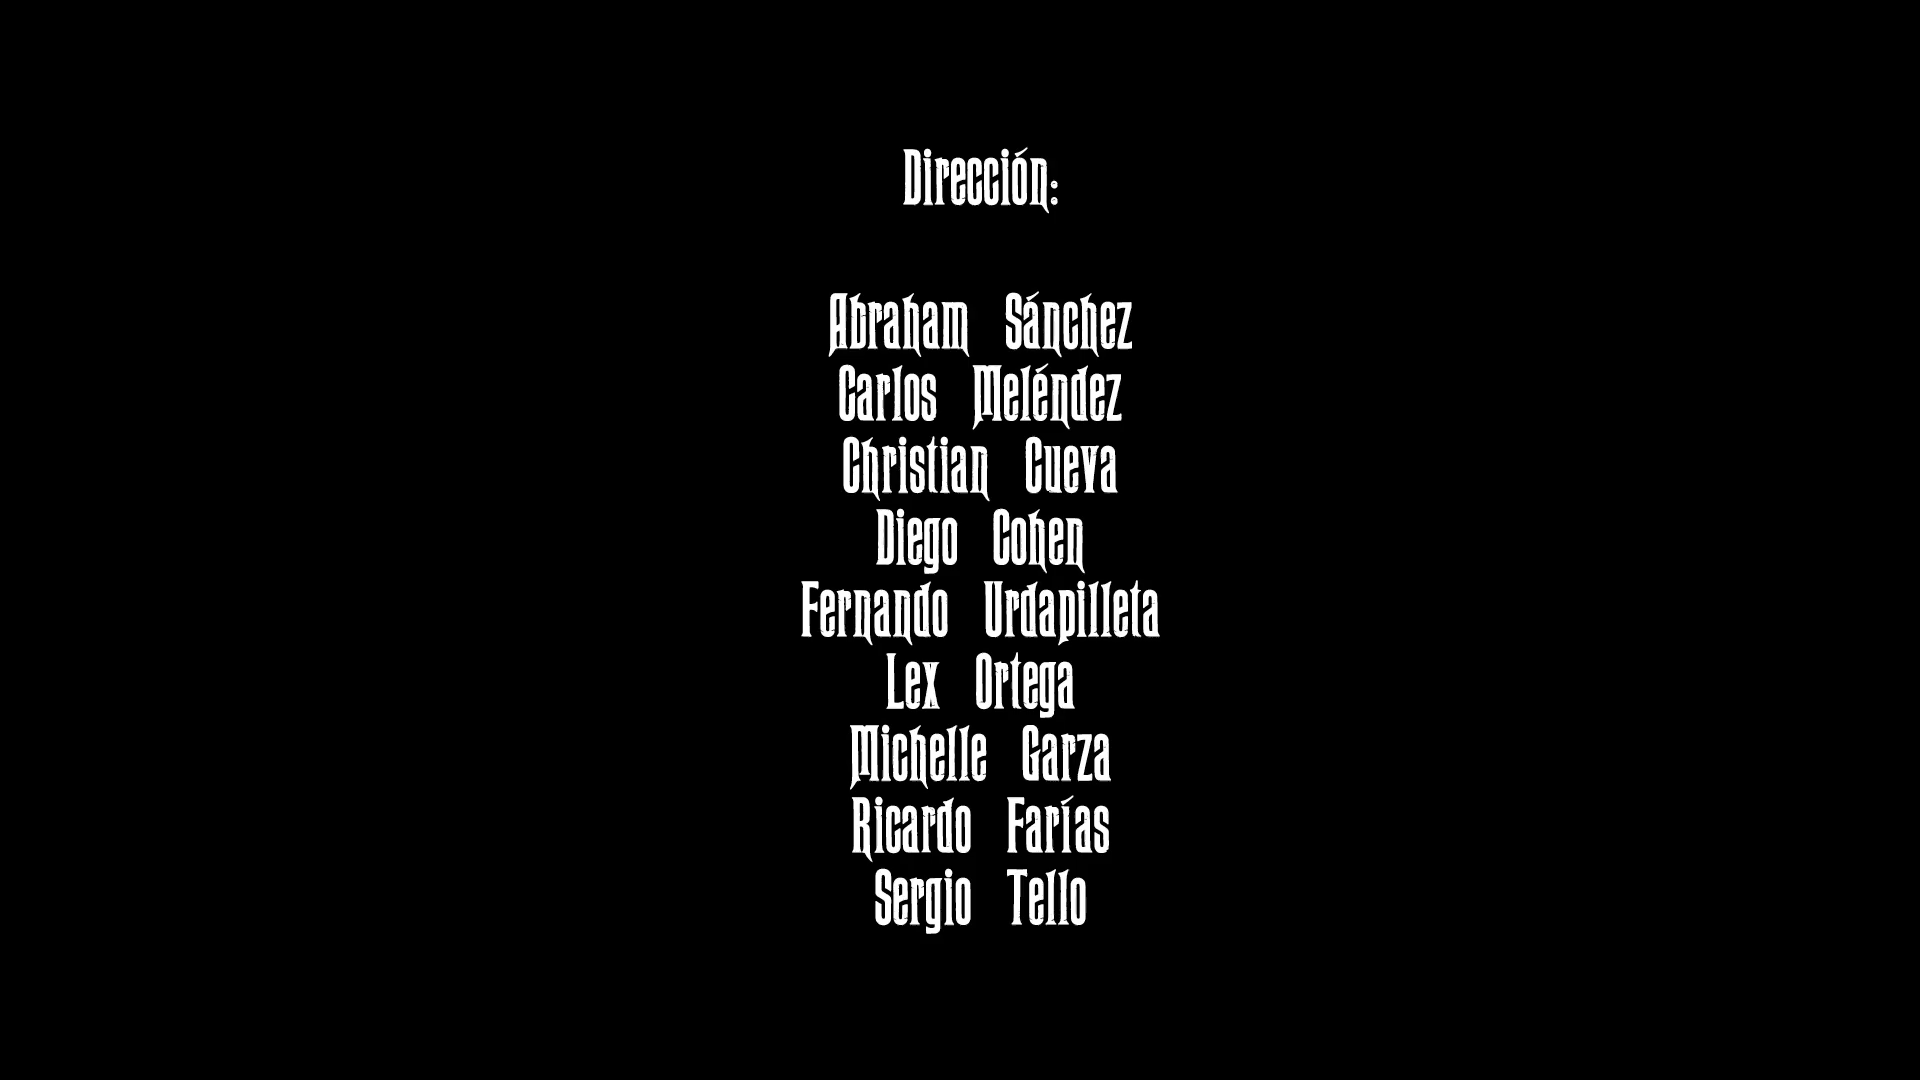 Dirección:
Abraham Sánchez
Carlos Meléndez
Christian Cueva
Diego Cohen
Fernando Urdapilleta
Lex Ortega
Michelle Garza
Ricardo Farías
Sergio Tello